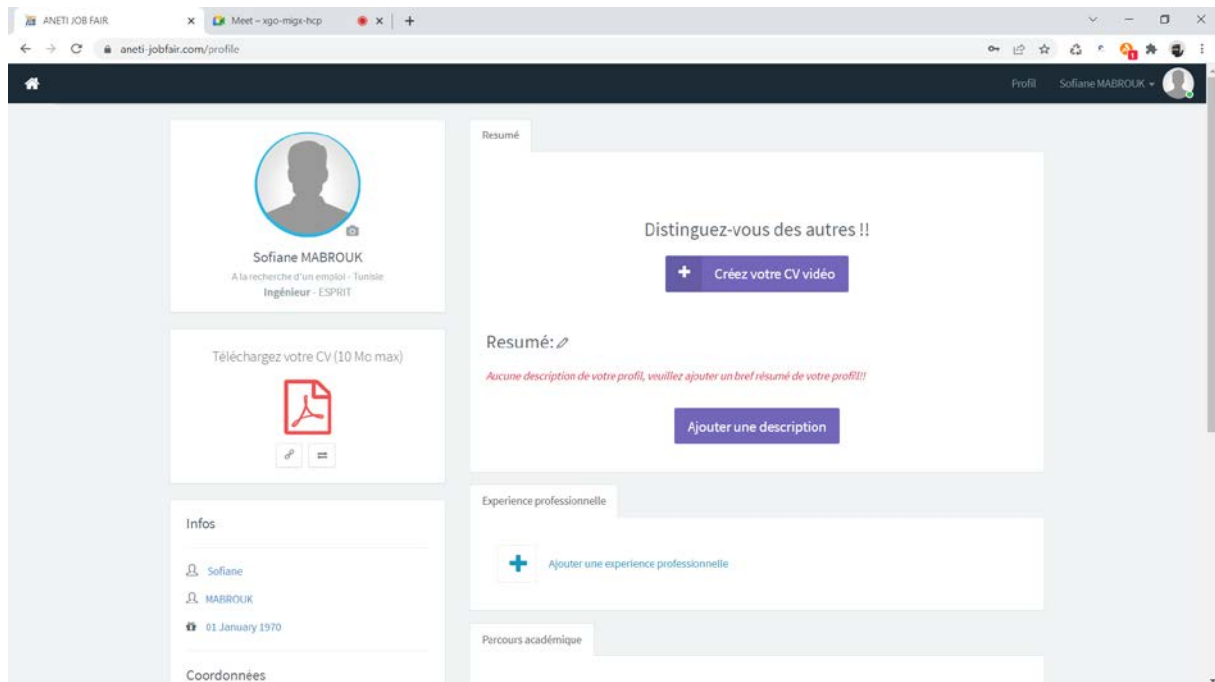 ANETI JOB FAIR
Meet – xgo-migx-hcp
aneti-jobfair.com/profile
Profil
Sofiane MABROUK
Sofiane MABROUK
A la recherche d'un emploi - Tunisie
Ingénieur - ESPRIT
Téléchargez votre CV (10 Mo max)
Infos
Sofiane
MABROUK
01 January 1970
Coordonnées
Resumé
Distinguez-vous des autres !!
Créez votre CV vidéo
Resumé:
Aucune description de votre profil, veuillez ajouter un bref résumé de votre profil!!
Ajouter une description
Experience professionnelle
Ajouter une experience professionnelle
Parcours académique